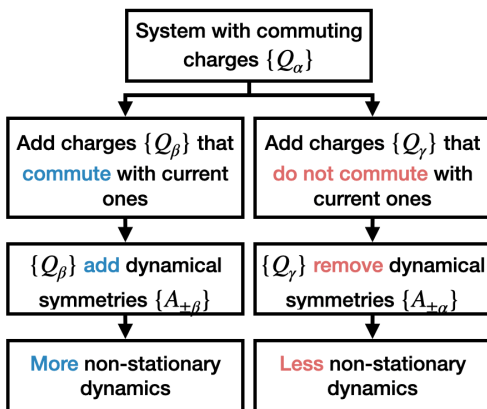 System with commuting
charges {Q_α}
Add charges {Q_β} that
commute with current
ones
Add charges {Q_γ} that
do not commute with
current ones
{Q_β} add dynamical
symmetries {A_±β}
{Q_γ} remove dynamical
symmetries {A_±α}
More non-stationary
dynamics
Less non-stationary
dynamics